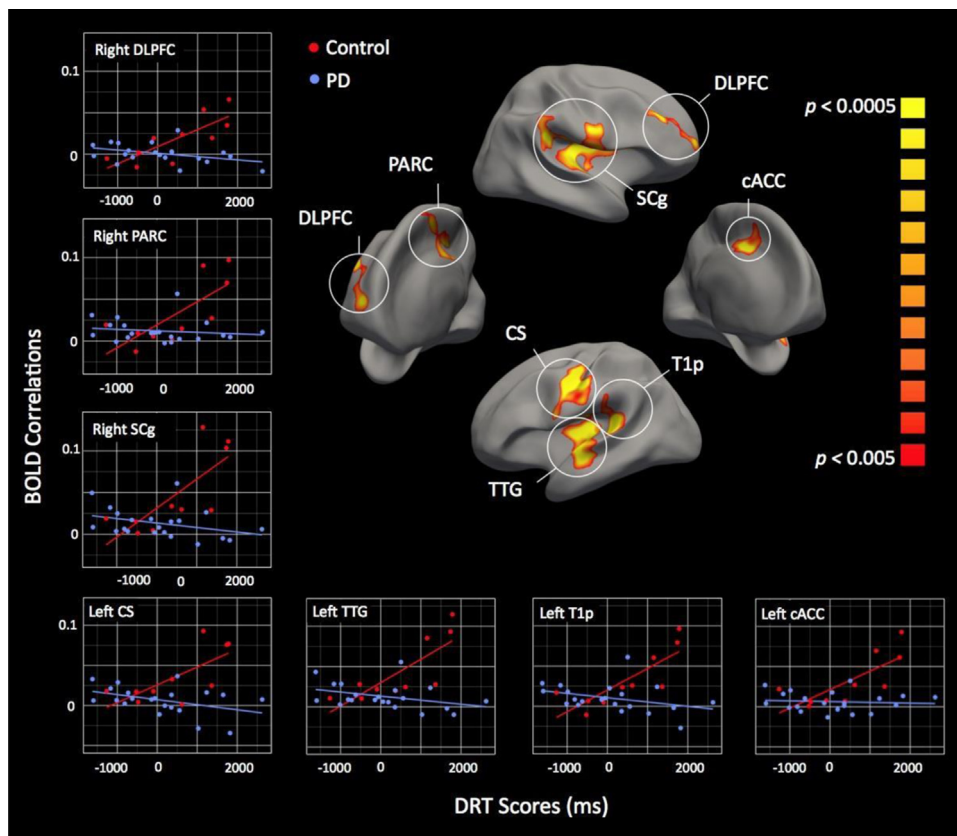 Right DLPFC
0.1
0
-1000 0 2000
Control
PD
DLPFC
SCg
PARC
DLPFC
cACC
p < 0.0005
p < 0.005
Right PARC
0.1
0
-1000 0 2000
CS
T1p
TTG
Right SCg
0.1
0
-1000 0 2000
BOLD Correlations
Left CS
0.1
0
-1000 0 2000
Left TTG
-1000 0 2000
Left T1p
-1000 0 2000
Left cACC
-1000 0 2000
DRT Scores (ms)